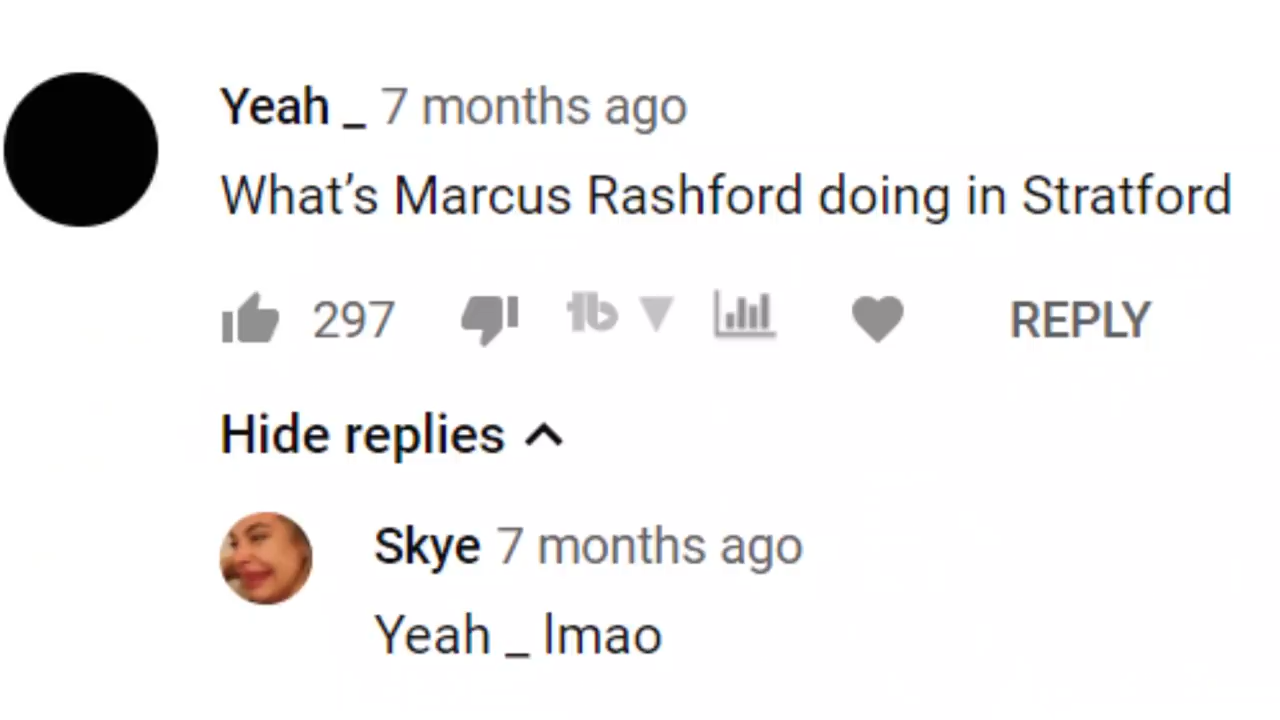 Yeah _ 7 months ago
What’s Marcus Rashford doing in Stratford
297 REPLY
Hide replies
Skye 7 months ago
Yeah _ lmao